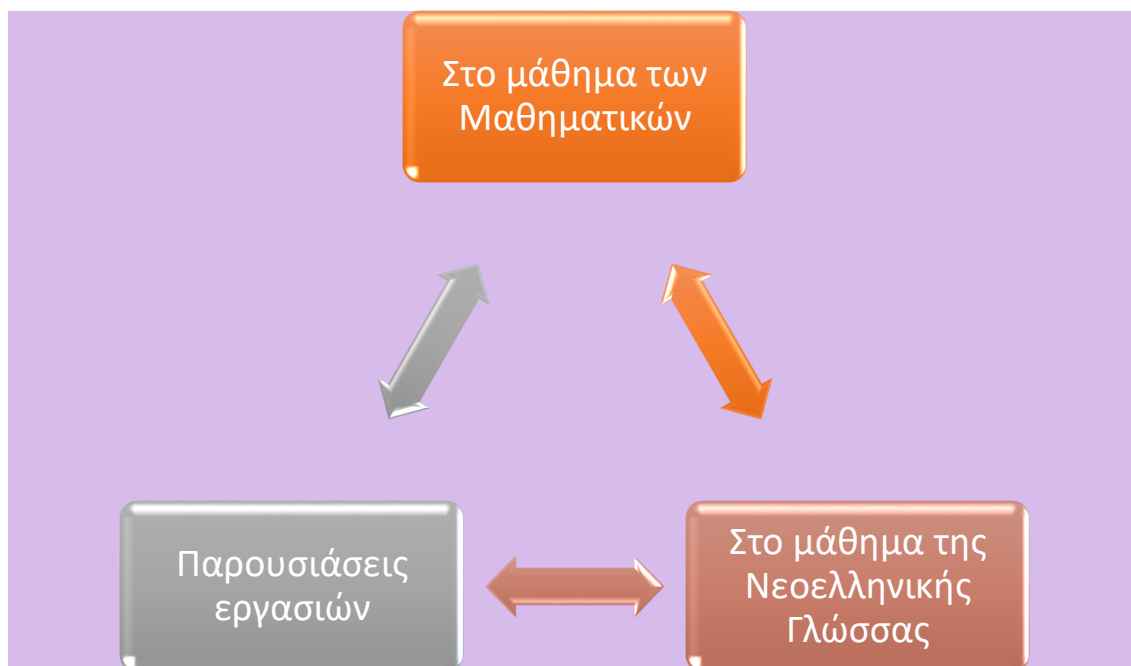 Στο μάθημα των
Μαθηματικών
Παρουσιάσεις
εργασιών
Στο μάθημα της
Νεοελληνικής
Γλώσσας